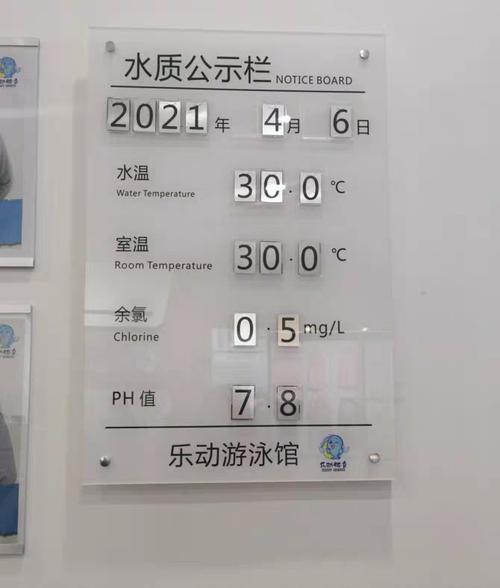 水质公示栏 NOTICE BOARD
2021年 4月 6日
水温 30.0 ℃
Water Temperature
室温 30.0 ℃
Room Temperature
余氯 0.5 mg/L
Chlorine
PH 值 7.8
乐动游泳馆